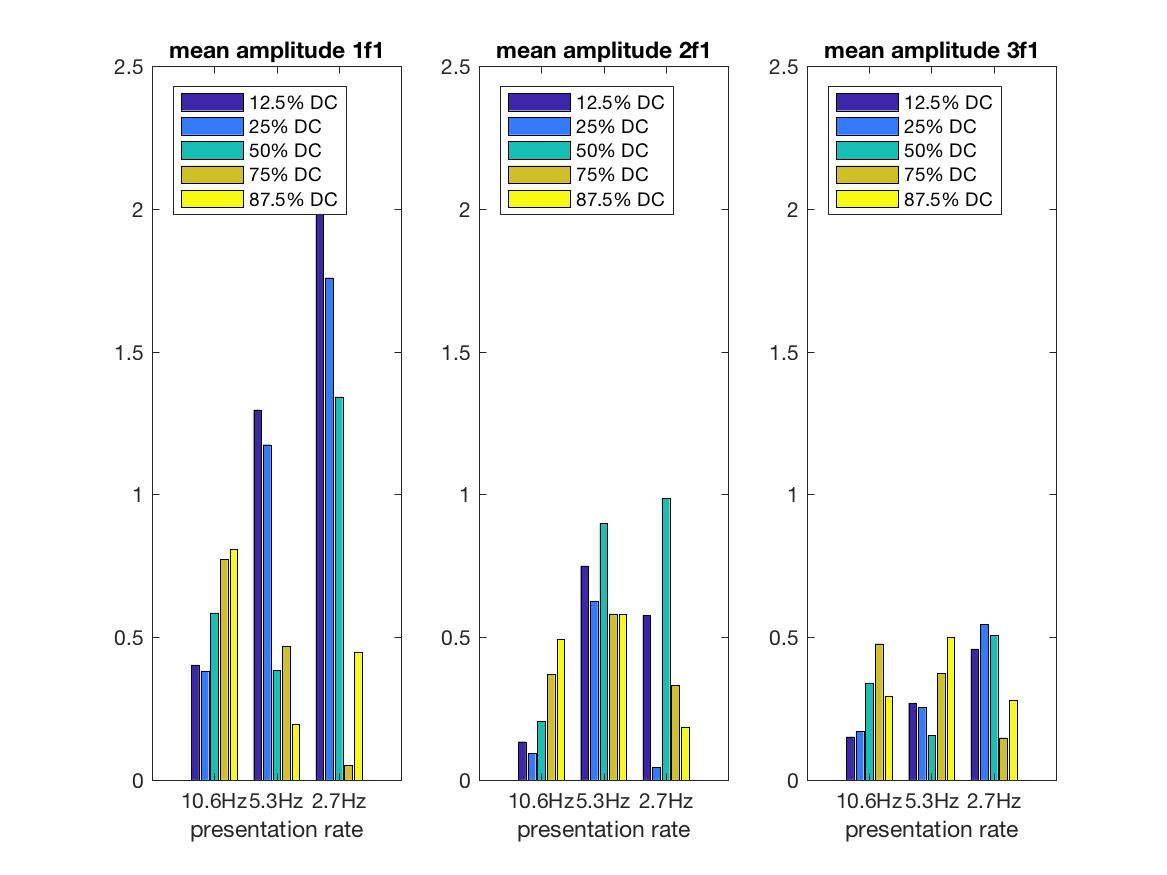 mean amplitude 1f1
2.5
2
1.5
1
0.5
0
12.5% DC
25% DC
50% DC
75% DC
87.5% DC
10.6Hz 5.3Hz 2.7Hz
presentation rate
mean amplitude 2f1
2.5
2
1.5
1
0.5
0
12.5% DC
25% DC
50% DC
75% DC
87.5% DC
10.6Hz 5.3Hz 2.7Hz
presentation rate
mean amplitude 3f1
2.5
2
1.5
1
0.5
0
12.5% DC
25% DC
50% DC
75% DC
87.5% DC
10.6Hz 5.3Hz 2.7Hz
presentation rate